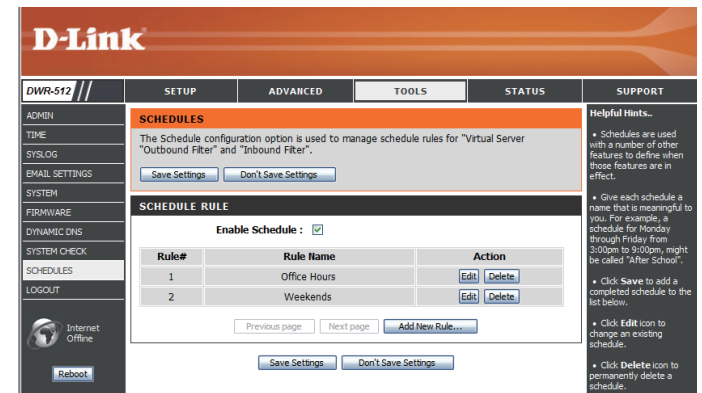 D-Link
DWR-512 SETUP ADVANCED TOOLS STATUS SUPPORT
ADMIN
TIME
SYSLOG
EMAIL SETTINGS
SYSTEM
FIRMWARE
DYNAMIC DNS
SYSTEM CHECK
SCHEDULES
LOGOUT
Internet
Offline
Reboot
SCHEDULES
The Schedule configuration option is used to manage schedule rules for "Virtual Server
"Outbound Filter" and "Inbound Filter".
Save Settings Don't Save Settings
SCHEDULE RULE
Enable Schedule :
Rule# Rule Name Action
1 Office Hours Edit Delete
2 Weekends Edit Delete
Previous page Next page Add New Rule...
Save Settings Don't Save Settings
Helpful Hints..
• Schedules are used
with a number of other
features to define when
those features are in
effect.
• Give each schedule a
name that is meaningful to
you. For example, a
schedule for Monday
through Friday from
3:00pm to 9:00pm, might
be called "After School".
• Click Save to add a
completed schedule to the
list below.
• Click Edit icon to
change an existing
schedule.
• Click Delete icon to
permanently delete a
schedule.